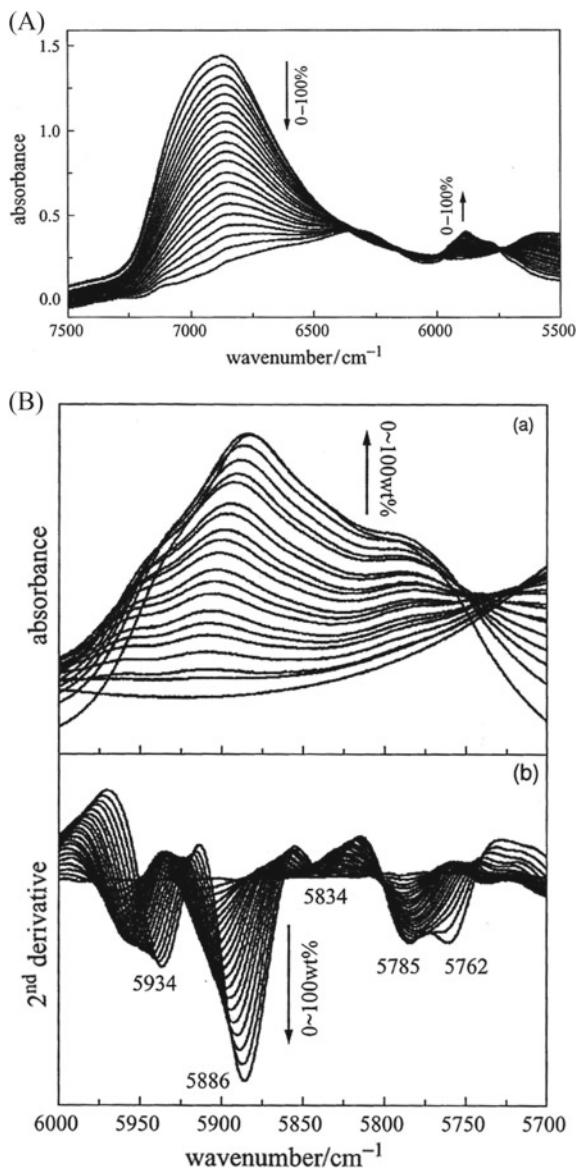 (A)
1.5
1.0
0.5
0.0
absorbance
0–100%
0–100%
7500 7000 6500 6000 5500
wavenumber/cm⁻¹
(B)
(a)
0~100wt%
absorbance
(b)
2ⁿᵈ derivative
5934
5886
5834
5785
5762
0~100wt%
6000 5950 5900 5850 5800 5750 5700
wavenumber/cm⁻¹